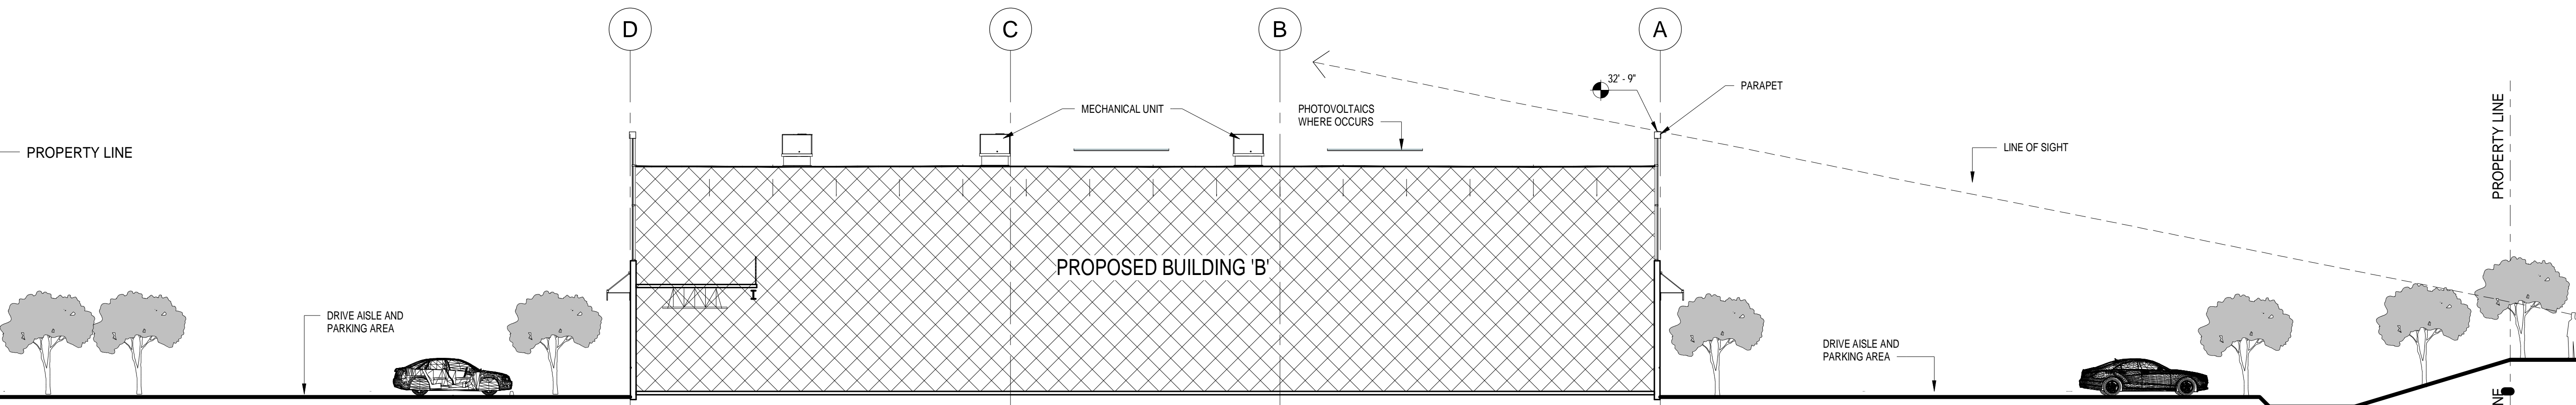 D
C
B
A
32' - 9"
PARAPET
MECHANICAL UNIT
PHOTOVOLTAICS
WHERE OCCURS
PROPERTY LINE
LINE OF SIGHT
PROPERTY LINE
PROPOSED BUILDING 'B'
DRIVE AISLE AND
PARKING AREA
DRIVE AISLE AND
PARKING AREA
NE